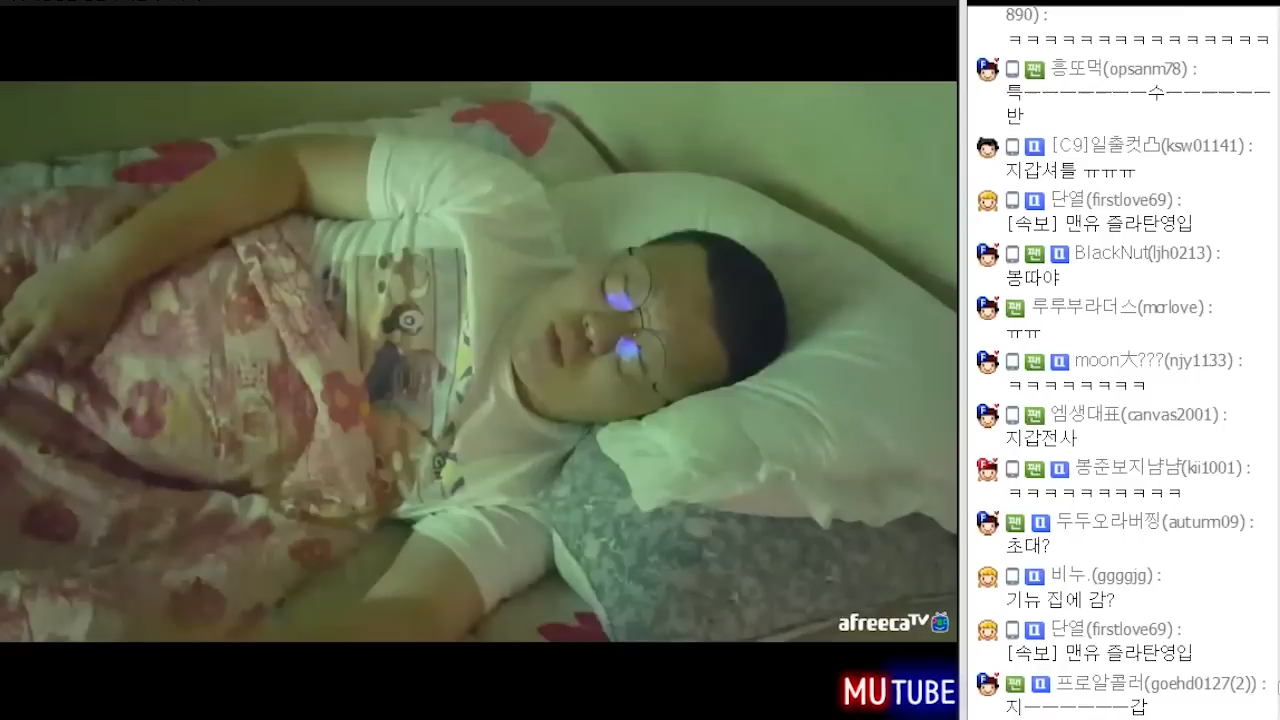 890) :
ㅋㅋㅋㅋㅋㅋㅋㅋㅋㅋㅋㅋㅋㅋㅋ
팬 흥또먹(opsanm78) :
특ㅡㅡㅡㅡㅡㅡㅡ수ㅡㅡㅡㅡㅡㅡ
반
[C9]일출컷凸(ksw01141) :
지갑셔틀 ㅠㅠㅠ
단열(firstlove69) :
[속보] 맨유 즐라탄영입
팬 BlackNut(ljh0213) :
봉따야
팬 루루부라더스(mcrlove) :
ㅠㅠ
팬 moon大???(njy1133) :
ㅋㅋㅋㅋㅋㅋㅋㅋ
팬 엠생대표(canvas2001) :
지갑전사
팬 봉준보지냠냠(kii1001) :
ㅋㅋㅋㅋㅋㅋㅋㅋㅋㅋ
팬 두두오라버찡(auturm09) :
초대?
비누.(ggggjg) :
기뉴 집에 감?
단열(firstlove69) :
[속보] 맨유 즐라탄영입
팬 프로알콜러(goehd0127(2)) :
지ㅡㅡㅡㅡㅡㅡ갑
afreecaTV
MUTUBE